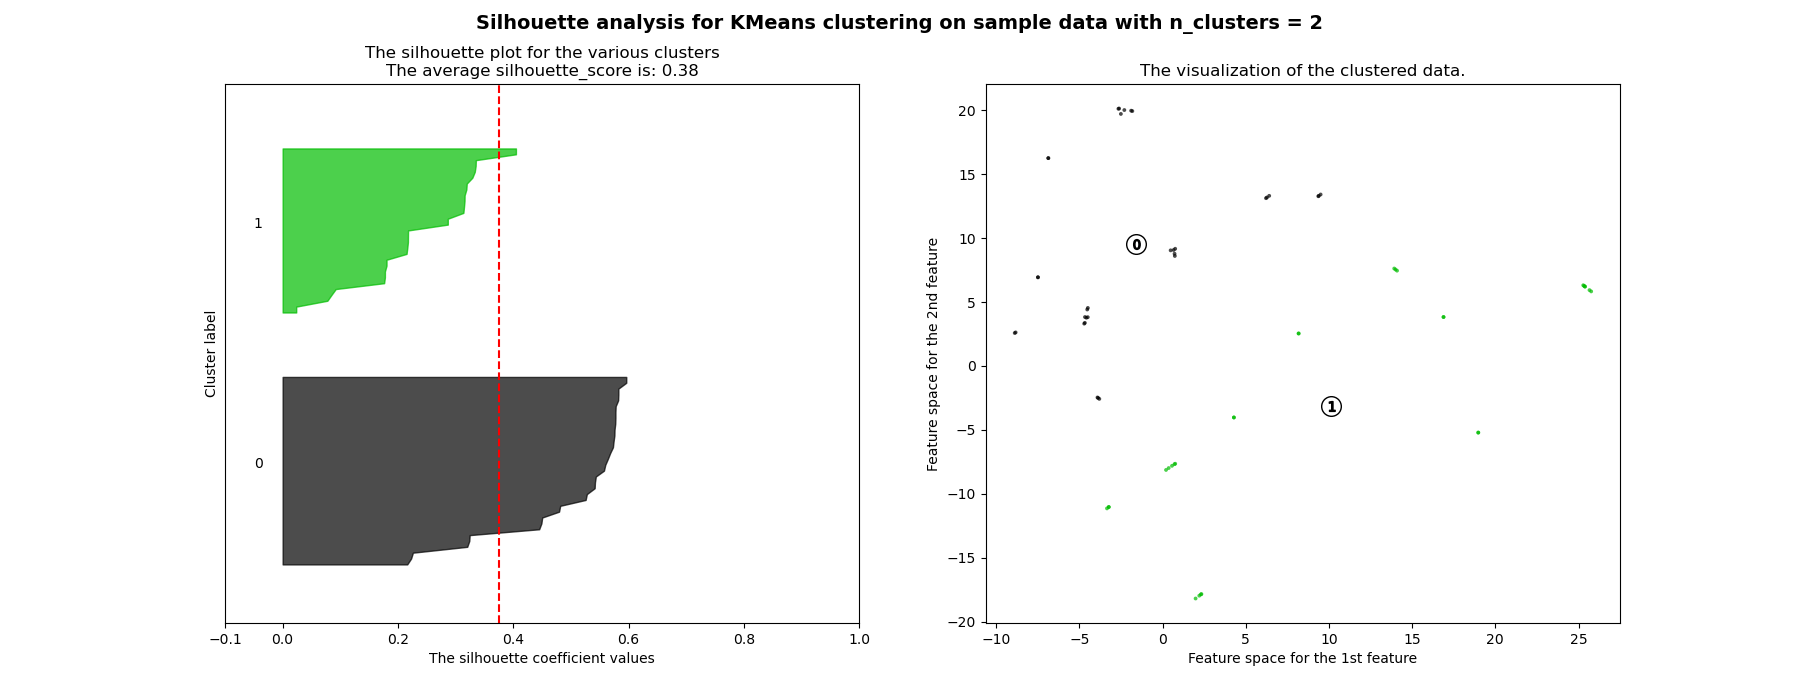 Silhouette analysis for KMeans clustering on sample data with n_clusters = 2
The silhouette plot for the various clusters
The average silhouette_score is: 0.38
1
0
Cluster label
−0.1 0.0 0.2 0.4 0.6 0.8 1.0
The silhouette coefficient values
The visualization of the clustered data.
20
15
10
5
0
−5
−10
−15
−20
Feature space for the 2nd feature
0
1
−10 −5 0 5 10 15 20 25
Feature space for the 1st feature